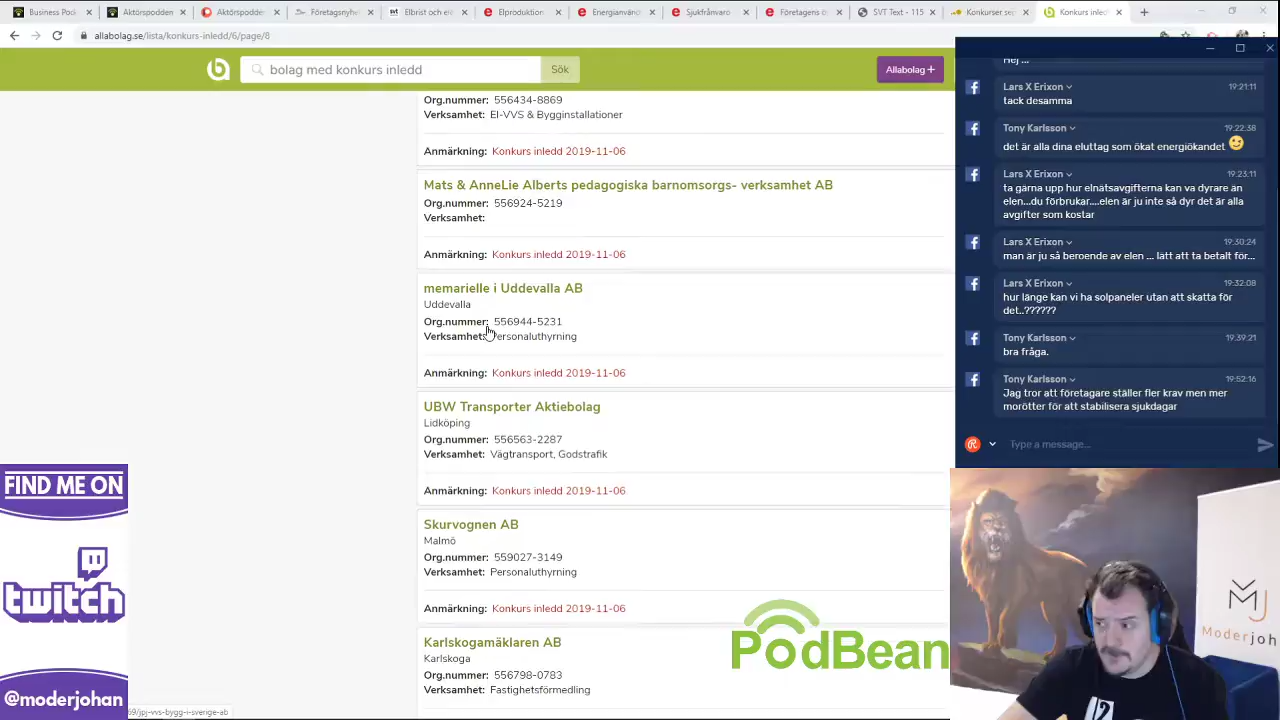 Business Pod
Aktörspodden
Aktörspodden
Företagsnyhe
Elbrist och el
Elproduktion
Energianvänd
Sjukfrånvaro
Företagens e
SVT Text - 115
Konkurser sep
Konkurs inled
allabolag.se/lista/konkurs-inledd/6/page/8
bolag med konkurs inledd
Sök
Allabolag +
Org.nummer: 556434-8869
Verksamhet: El-VVS & Bygginstallationer
Anmärkning: Konkurs inledd 2019-11-06
Mats & AnneLie Alberts pedagogiska barnomsorgs- verksamhet AB
Org.nummer: 556924-5219
Verksamhet:
Anmärkning: Konkurs inledd 2019-11-06
memarielle i Uddevalla AB
Uddevalla
Org.nummer: 556944-5231
Verksamhet: Personaluthyrning
Anmärkning: Konkurs inledd 2019-11-06
UBW Transporter Aktiebolag
Lidköping
Org.nummer: 556563-2287
Verksamhet: Vägtransport, Godstrafik
Anmärkning: Konkurs inledd 2019-11-06
Skurvognen AB
Malmö
Org.nummer: 559027-3149
Verksamhet: Personaluthyrning
Anmärkning: Konkurs inledd 2019-11-06
Karlskogamäklaren AB
Karlskoga
Org.nummer: 556798-0783
Verksamhet: Fastighetsförmedling
69/jpj-vvs-bygg-i-sverige-ab
Hej ...
Lars X Erixon 19:21:11
tack desamma
Tony Karlsson 19:22:38
det är alla dina eluttag som ökat energiökandet
Lars X Erixon 19:23:11
ta gärna upp hur elnätsavgifterna kan va dyrare än
elen...du förbrukar....elen är ju inte så dyr det är alla
avgifter som kostar
Lars X Erixon 19:30:24
man är ju så beroende av elen ... lätt att ta betalt för...
Lars X Erixon 19:32:08
hur länge kan vi ha solpaneler utan att skatta för
det..??????
Tony Karlsson 19:39:21
bra fråga.
Tony Karlsson 19:52:16
Jag tror att företagare ställer fler krav men mer
morötter för att stabilisera sjukdagar
Type a message...
FIND ME ON
twitch
@moderjohan
PodBean
MJ
Moderjoh